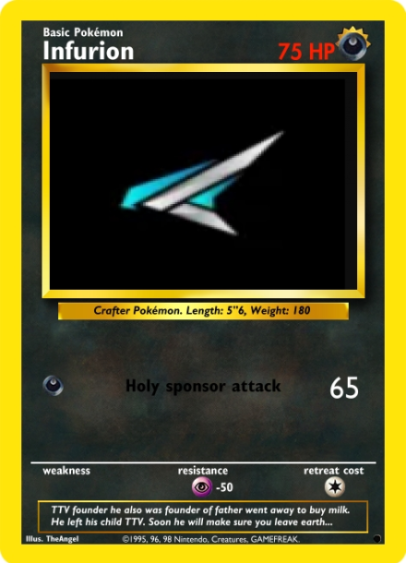 Basic Pokémon
Infurion
75 HP
Crafter Pokémon. Length: 5"6, Weight: 180
Holy sponsor attack 65
weakness resistance retreat cost
-50
TTV founder he also was founder of father went away to buy milk.
He left his child TTV. Soon he will make sure you leave earth...
Illus. TheAngel ©1995, 96, 98 Nintendo, Creatures, GAMEFREAK.